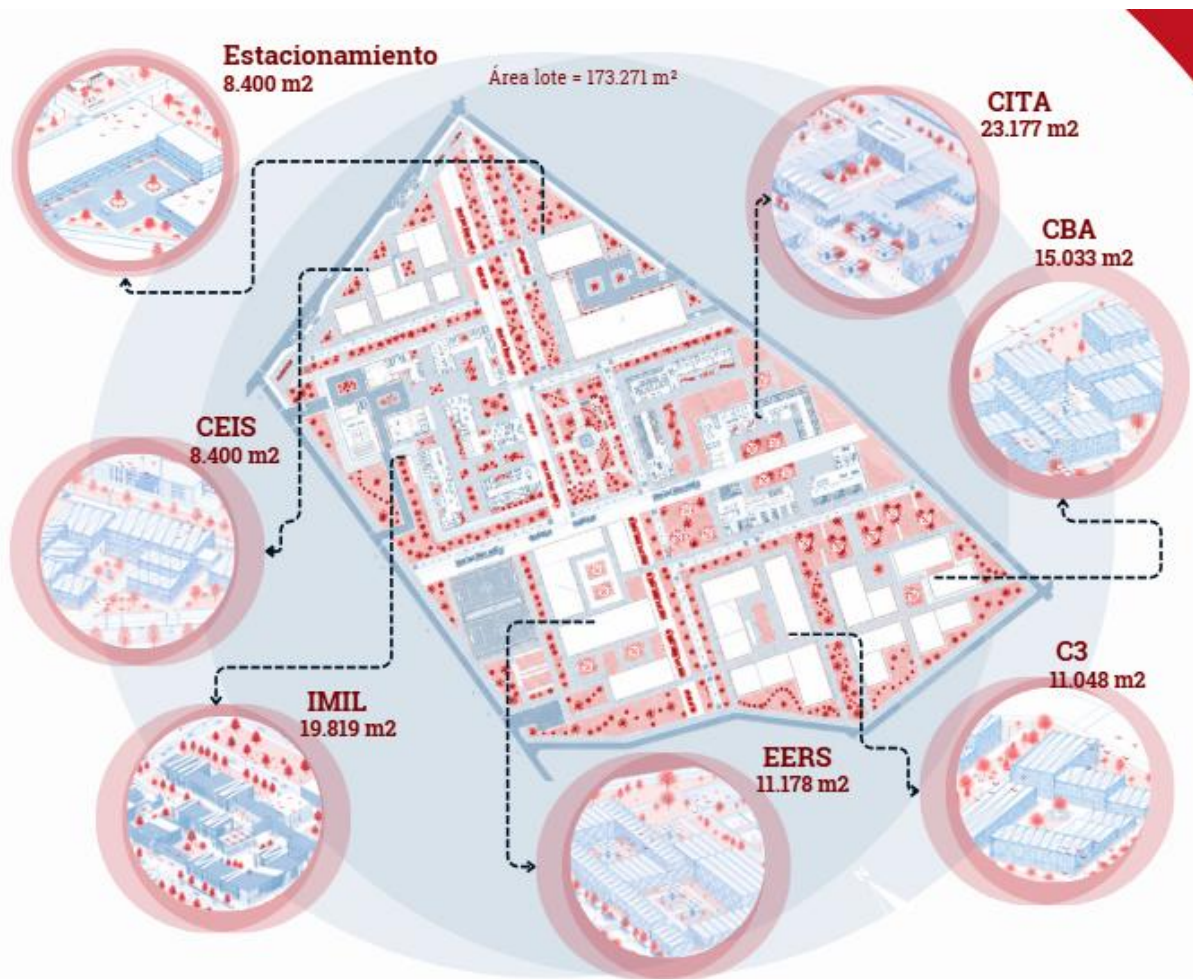 Estacionamiento
8.400 m2
Área lote = 173.271 m²
CITA
23.177 m2
CBA
15.033 m2
CEIS
8.400 m2
IMIL
19.819 m2
EERS
11.178 m2
C3
11.048 m2